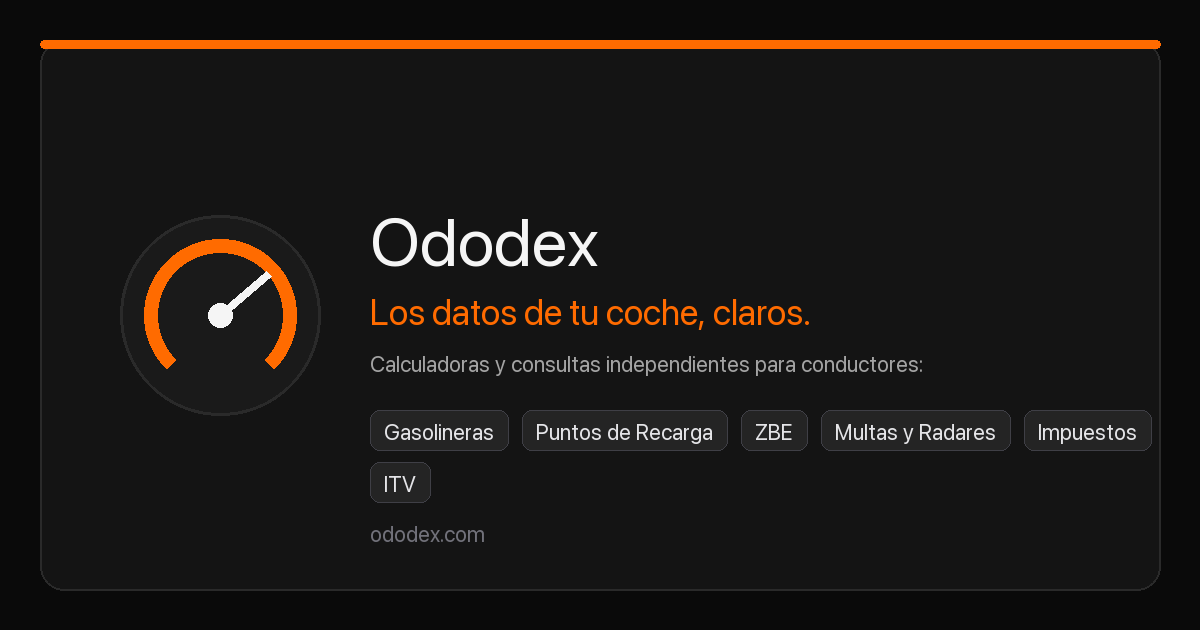 Ododex
Los datos de tu coche, claros.
Calculadoras y consultas independientes para conductores:
Gasolineras Puntos de Recarga ZBE Multas y Radares Impuestos
ITV
ododex.com